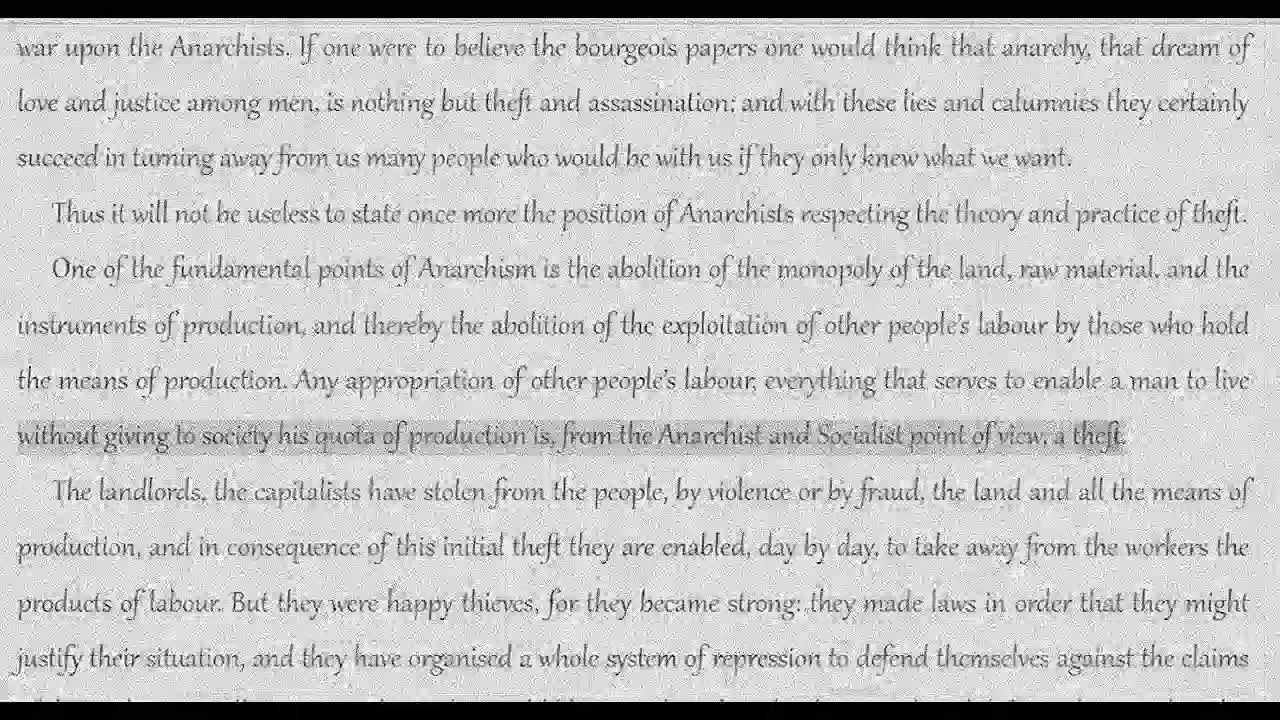 war upon the Anarchists. If one were to believe the bourgeois papers one would think that anarchy, that dream of
love and justice among men, is nothing but theft and assassination; and with these lies and calumnies they certainly
succeed in turning away from us many people who would be with us if they only knew what we want.
Thus it will not be useless to state once more the position of Anarchists respecting the theory and practice of theft.
One of the fundamental points of Anarchism is the abolition of the monopoly of the land, raw material, and the
instruments of production, and thereby the abolition of the exploitation of other people's labour by those who hold
the means of production. Any appropriation of other people's labour, everything that serves to enable a man to live
without giving to society his quota of production is, from the Anarchist and Socialist point of view, a theft.
The landlords, the capitalists have stolen from the people, by violence or by fraud, the land and all the means of
production, and in consequence of this initial theft they are enabled, day by day, to take away from the workers the
products of labour. But they were happy thieves, for they became strong: they made laws in order that they might
justify their situation, and they have organised a whole system of repression to defend themselves against the claims